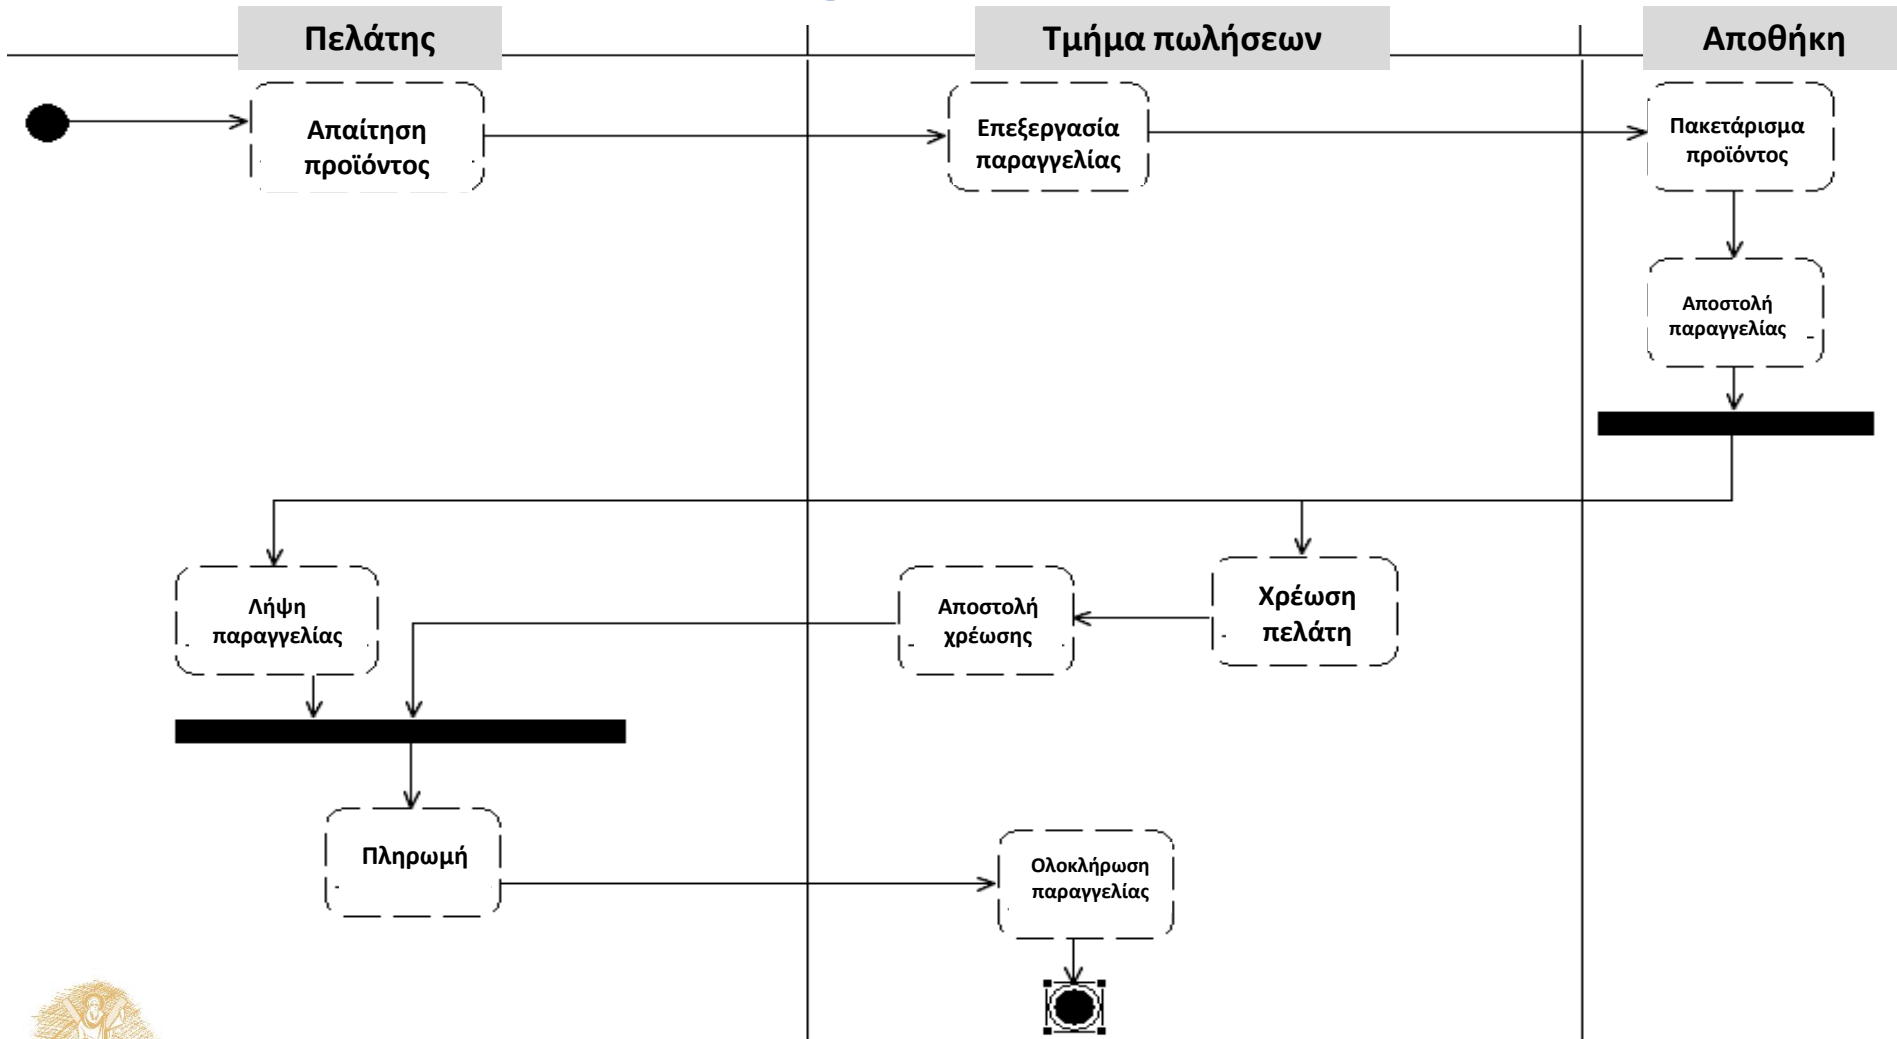 Πελάτης
Τμήμα πωλήσεων
Αποθήκη
Απαίτηση
προϊόντος
Επεξεργασία
παραγγελίας
Πακετάρισμα
προϊόντος
Αποστολή
παραγγελίας
Λήψη
παραγγελίας
Αποστολή
χρέωσης
Χρέωση
πελάτη
Πληρωμή
Ολοκλήρωση
παραγγελίας